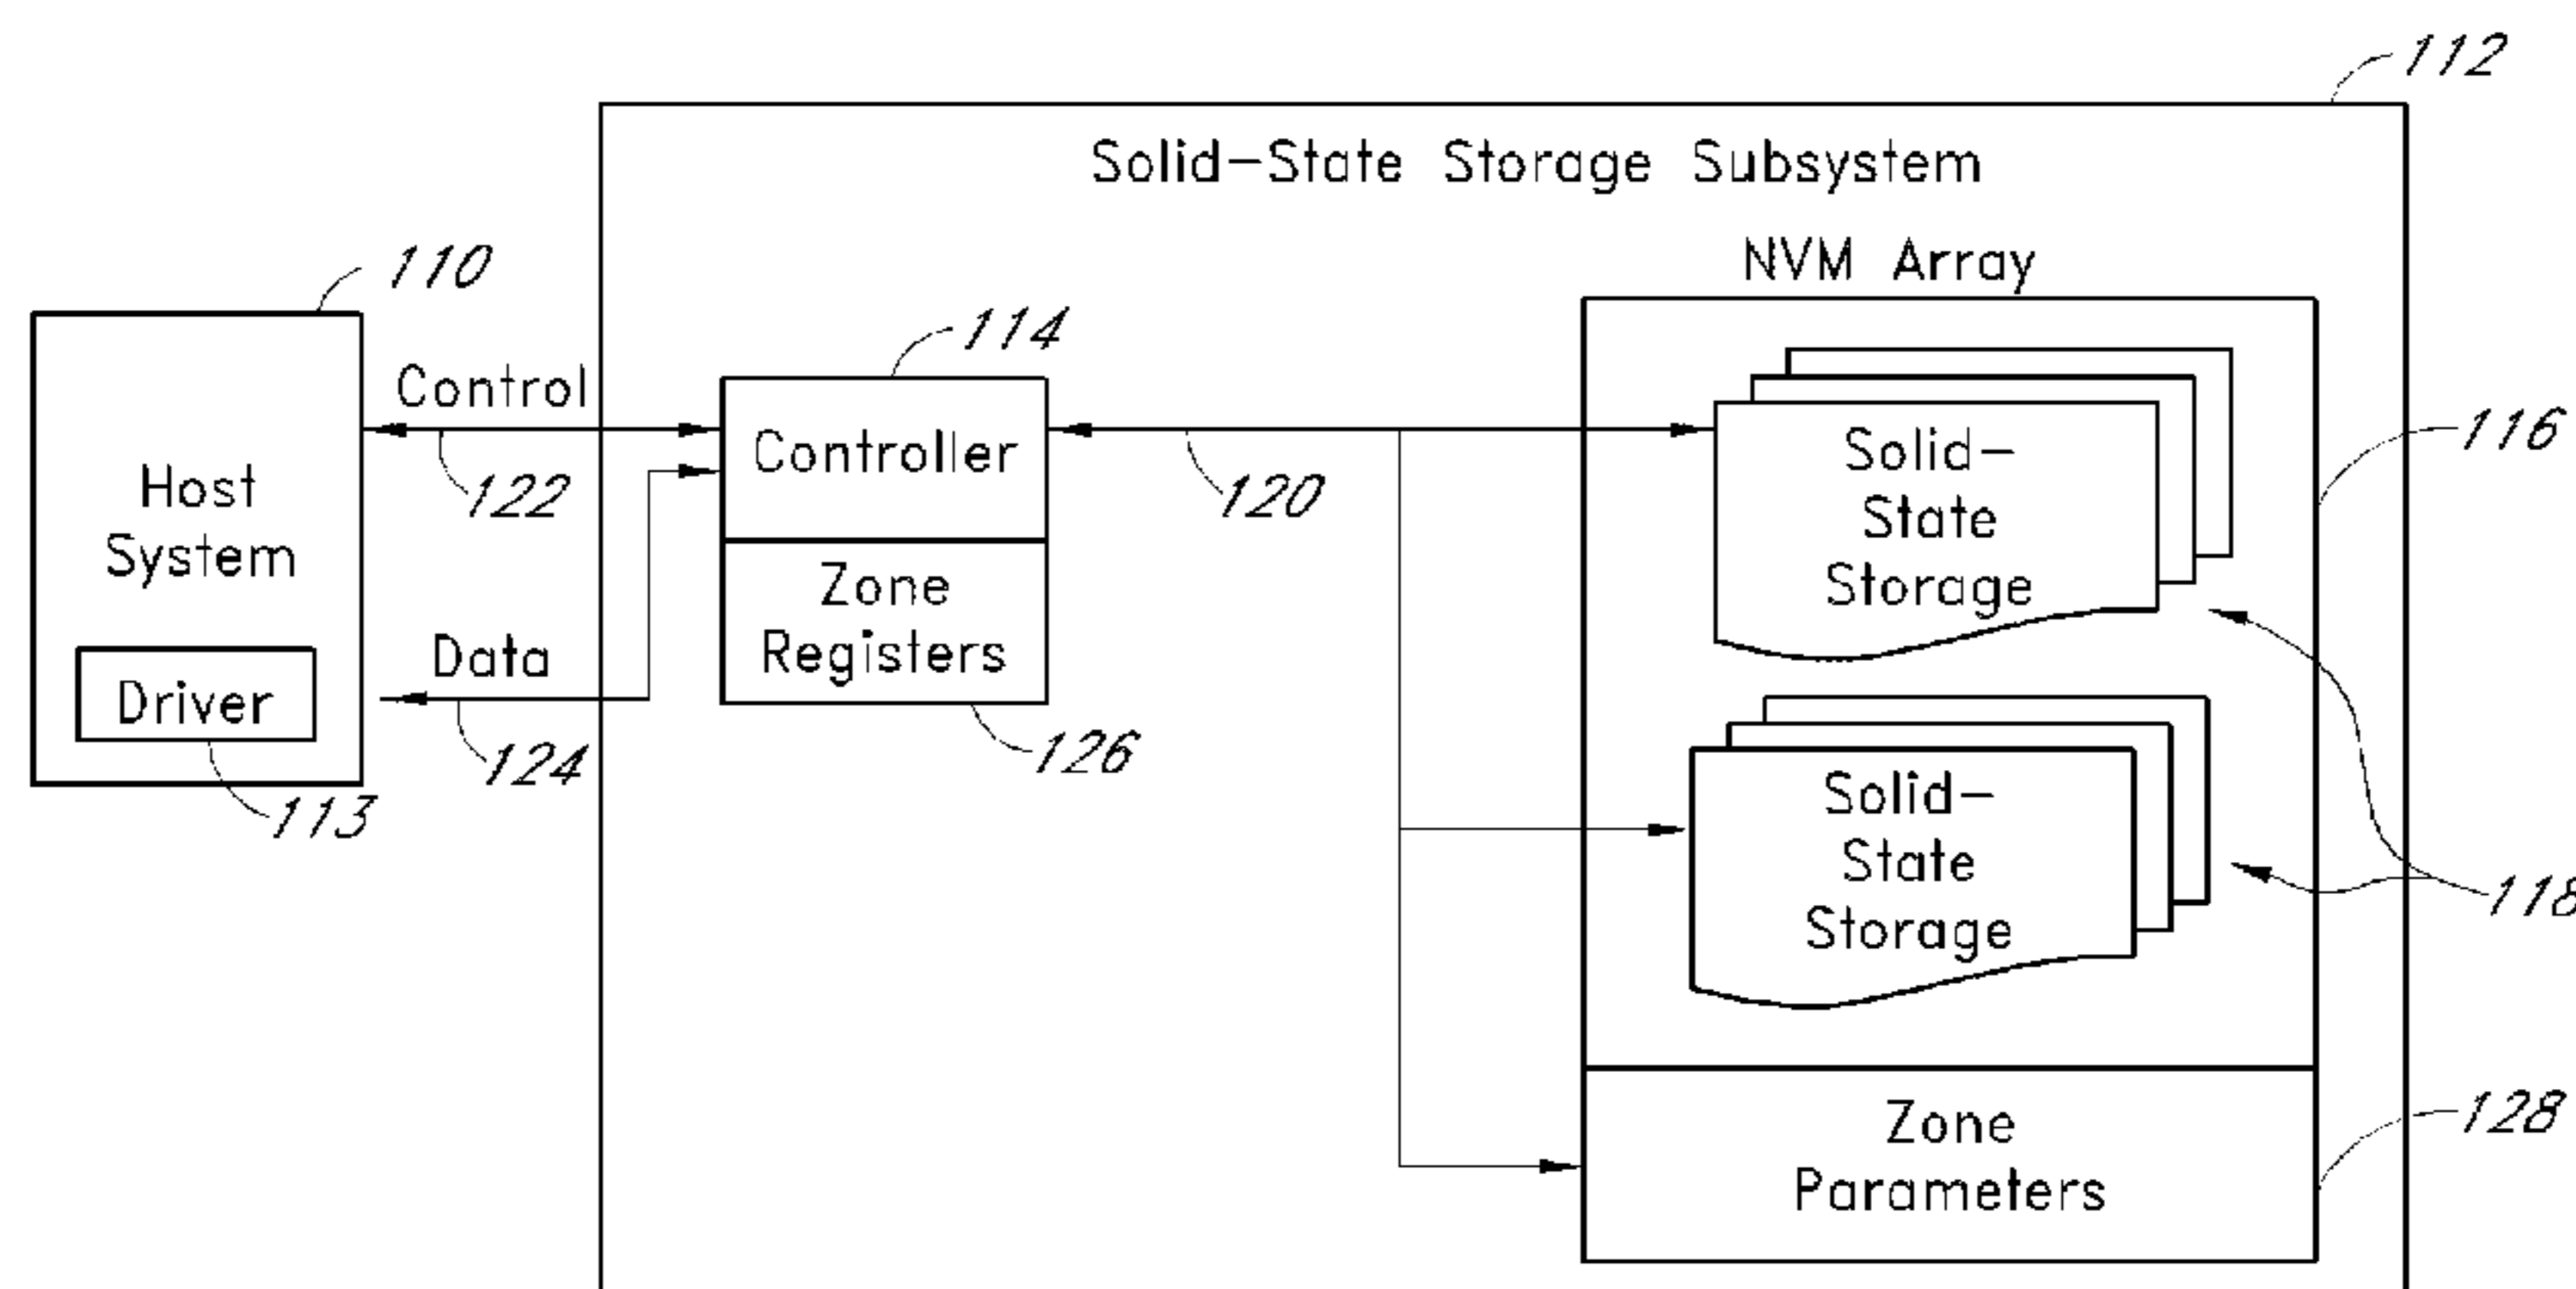 112
Solid-State Storage Subsystem
NVM Array
110
114
Control
Controller
116
Solid-
State
Storage
122
120
Host
System
Zone
Registers
Data
Driver
124
126
113
Solid-
State
Storage
118
Zone
Parameters
128